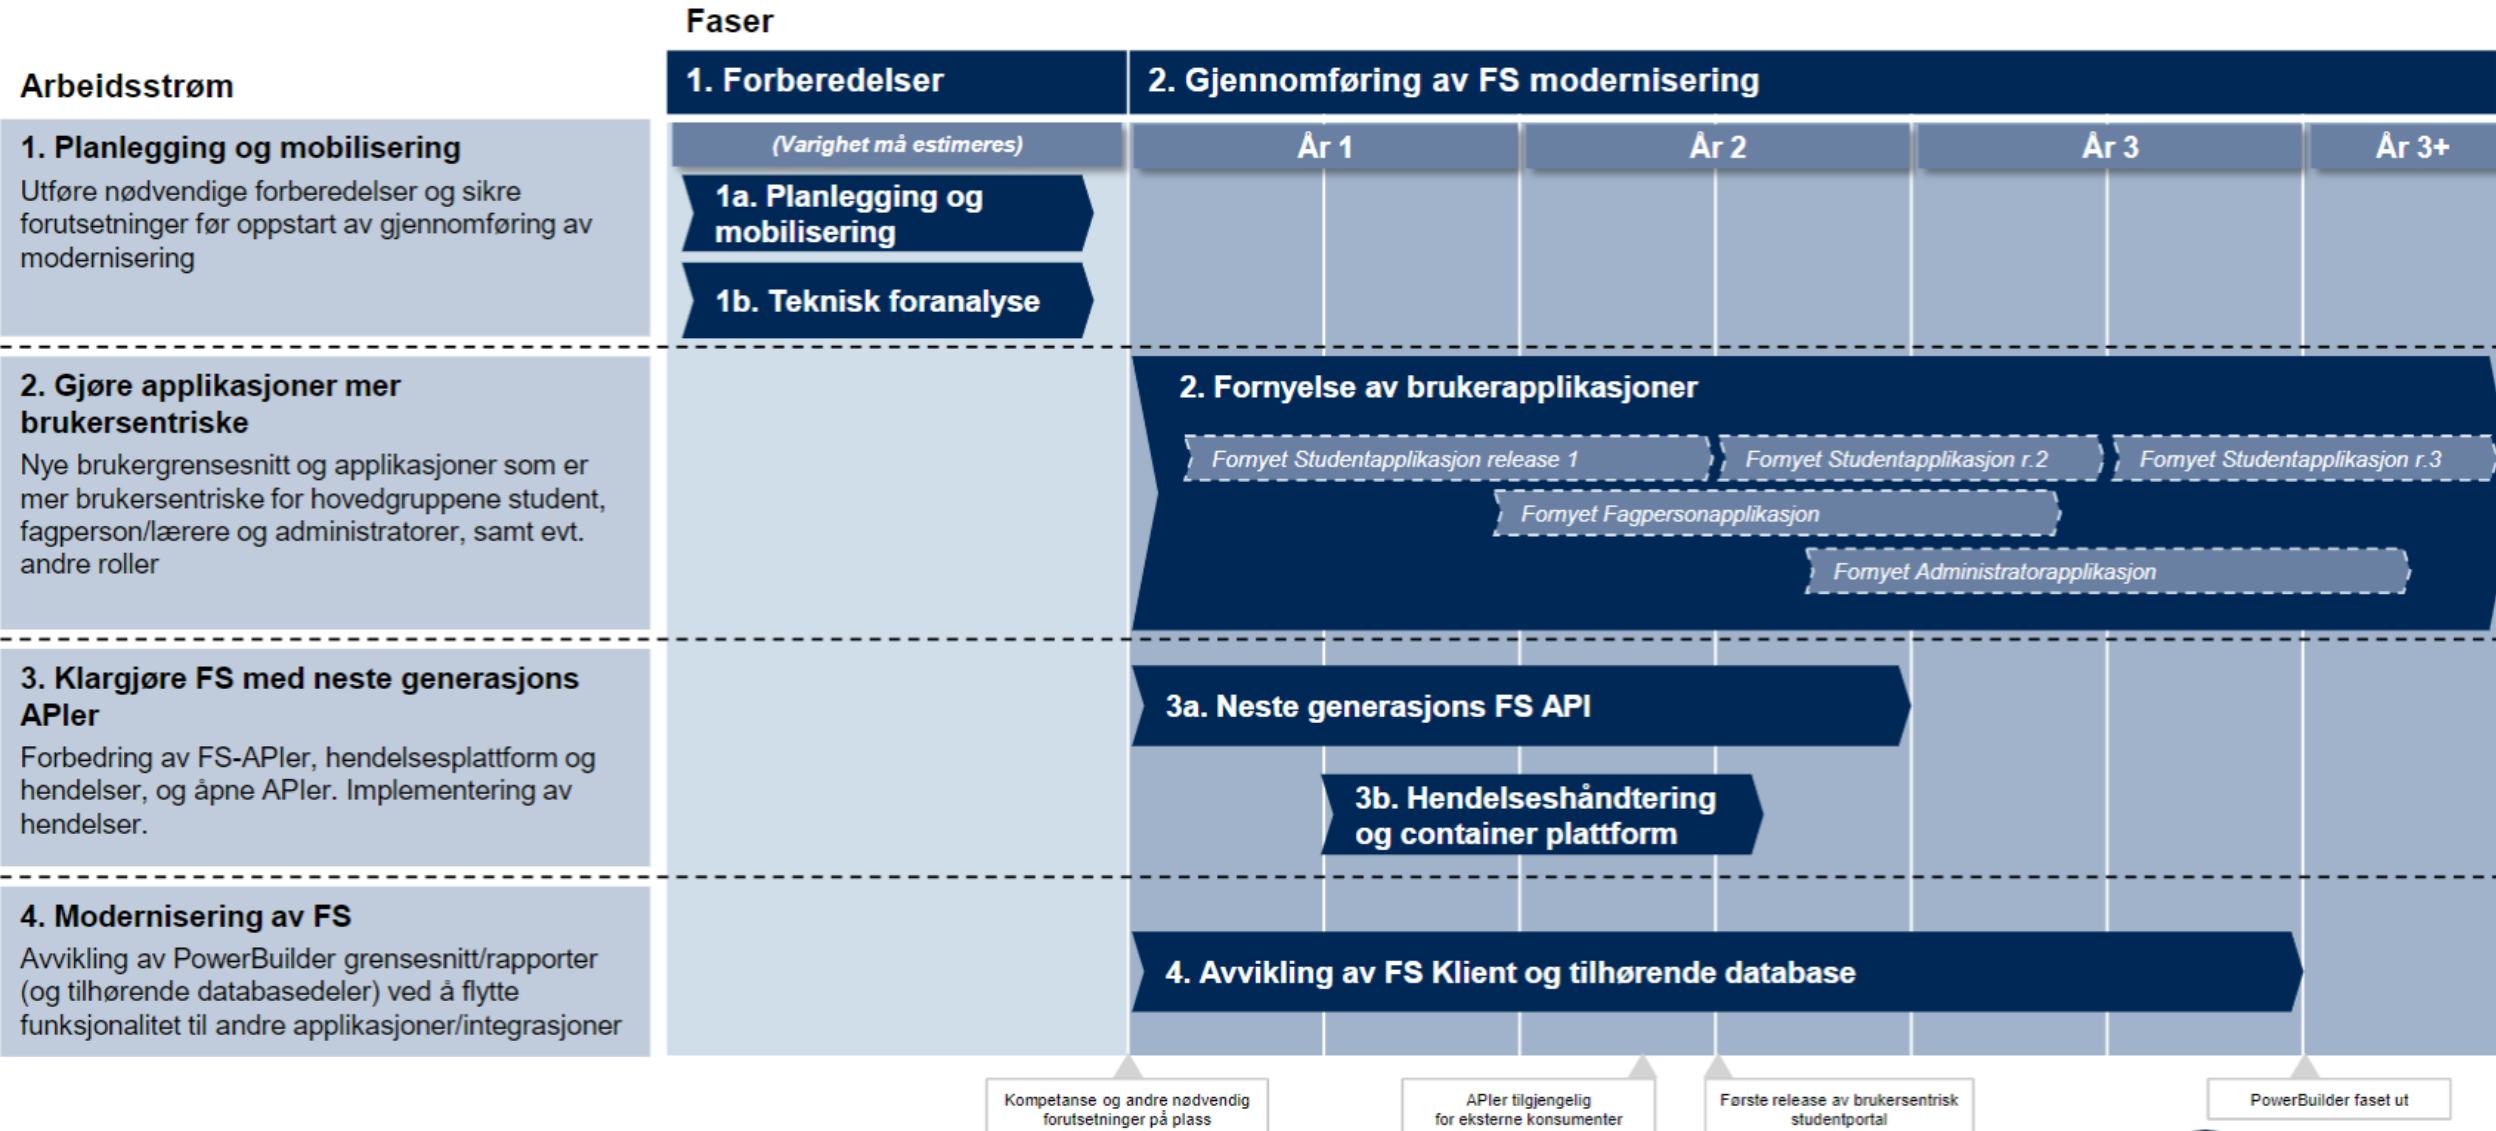 Faser
Arbeidsstrøm
1. Forberedelser
2. Gjennomføring av FS modernisering
(Varighet må estimeres)
År 1
År 2
År 3
År 3+
1. Planlegging og mobilisering
Utføre nødvendige forberedelser og sikre
forutsetninger før oppstart av gjennomføring av
modernisering
1a. Planlegging og
mobilisering
1b. Teknisk foranalyse
2. Gjøre applikasjoner mer
brukersentriske
Nye brukergrensesnitt og applikasjoner som er
mer brukersentriske for hovedgruppene student,
fagperson/lærere og administratorer, samt evt.
andre roller
2. Fornyelse av brukerapplikasjoner
Fornyet Studentapplikasjon release 1
Fornyet Studentapplikasjon r.2
Fornyet Studentapplikasjon r.3
Fornyet Fagpersonapplikasjon
Fornyet Administratorapplikasjon
3. Klargjøre FS med neste generasjons
APIer
Forbedring av FS-APIer, hendelsesplattform og
hendelser, og åpne APIer. Implementering av
hendelser.
3a. Neste generasjons FS API
3b. Hendelseshåndtering
og container plattform
4. Modernisering av FS
Avvikling av PowerBuilder grensesnitt/rapporter
(og tilhørende databasedeler) ved å flytte
funksjonalitet til andre applikasjoner/integrasjoner
4. Avvikling av FS Klient og tilhørende database
Kompetanse og andre nødvendig
forutsetninger på plass
APIer tilgjengelig
for eksterne konsumenter
Første release av brukersentrisk
studentportal
PowerBuilder faset ut